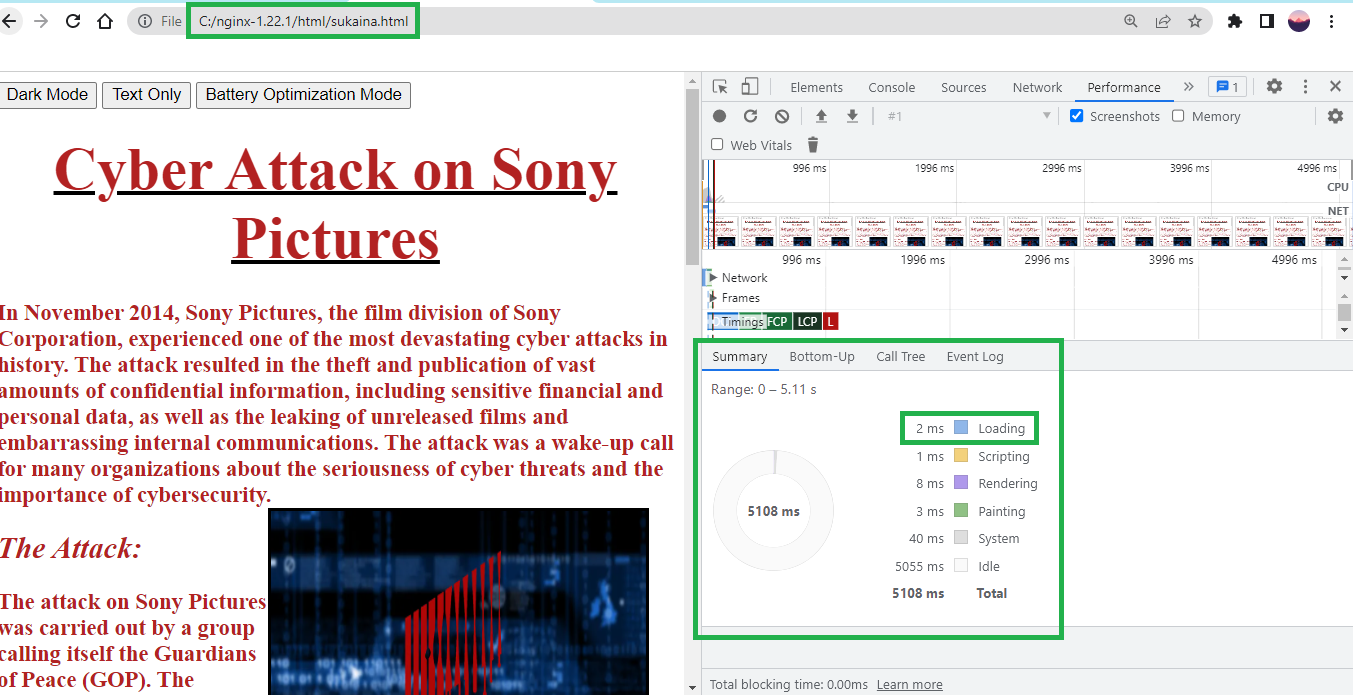 File C:/nginx-1.22.1/html/sukaina.html
Dark Mode Text Only Battery Optimization Mode
Cyber Attack on Sony
Pictures
In November 2014, Sony Pictures, the film division of Sony
Corporation, experienced one of the most devastating cyber attacks in
history. The attack resulted in the theft and publication of vast
amounts of confidential information, including sensitive financial and
personal data, as well as the leaking of unreleased films and
embarrassing internal communications. The attack was a wake-up call
for many organizations about the seriousness of cyber threats and the
importance of cybersecurity.
The Attack:
The attack on Sony Pictures
was carried out by a group
calling itself the Guardians
of Peace (GOP). The
Elements Console Sources Network Performance 1
#1 Screenshots Memory
Web Vitals
996 ms 1996 ms 2996 ms 3996 ms 4996 ms
CPU
NET
996 ms 1996 ms 2996 ms 3996 ms 4996 ms
Network
Frames
Timings FCP LCP L
Summary Bottom-Up Call Tree Event Log
Range: 0 – 5.11 s
2 ms Loading
1 ms Scripting
8 ms Rendering
5108 ms
3 ms Painting
40 ms System
5055 ms Idle
5108 ms Total
Total blocking time: 0.00ms Learn more